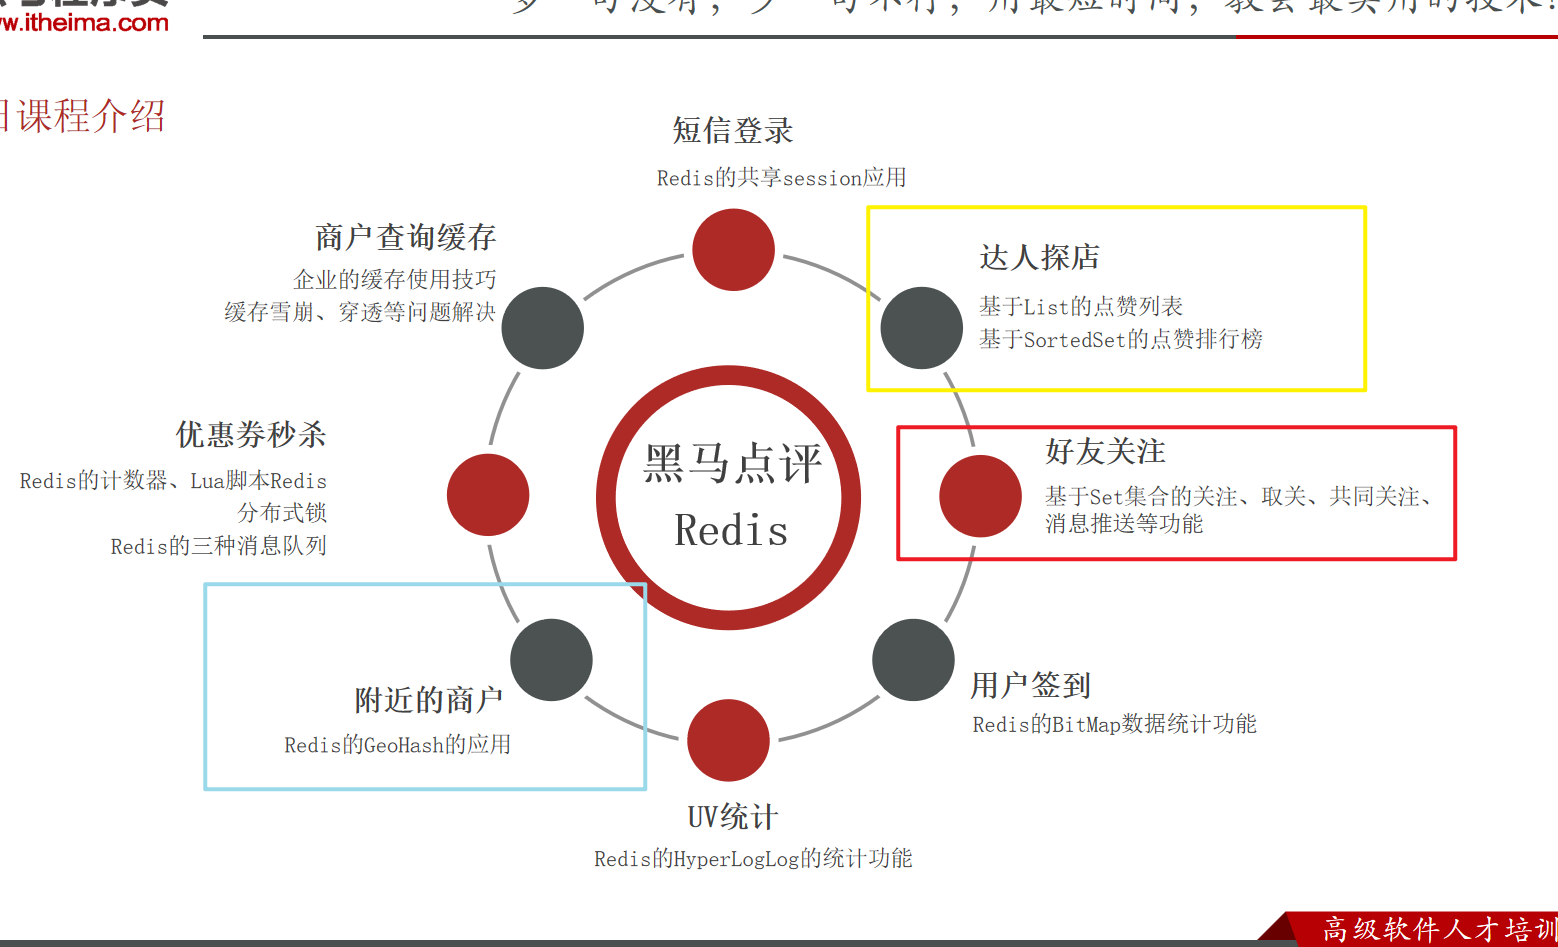 www.itheima.com
课程介绍
短信登录
Redis的共享session应用
商户查询缓存
企业的缓存使用技巧
缓存雪崩、穿透等问题解决
达人探店
基于List的点赞列表
基于SortedSet的点赞排行榜
优惠券秒杀
Redis的计数器、Lua脚本Redis
分布式锁
Redis的三种消息队列
黑马点评
Redis
好友关注
基于Set集合的关注、取关、共同关注、
消息推送等功能
附近的商户
Redis的GeoHash的应用
用户签到
Redis的BitMap数据统计功能
UV统计
Redis的HyperLogLog的统计功能
高级软件人才培训